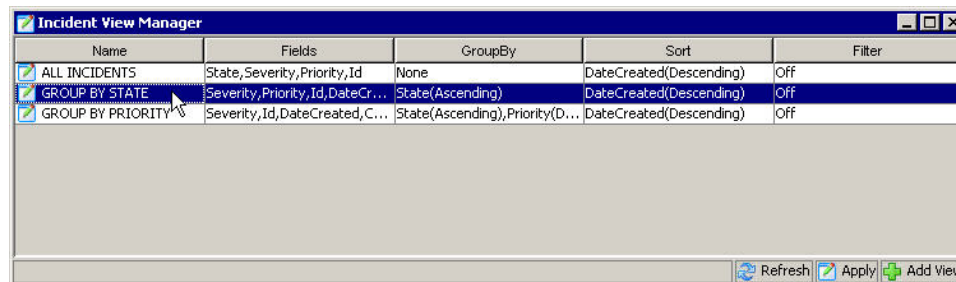 Incident View Manager
Name Fields GroupBy Sort Filter
ALL INCIDENTS State,Severity,Priority,Id None DateCreated(Descending) Off
GROUP BY STATE Severity,Priority,Id,DateCr... State(Ascending) DateCreated(Descending) Off
GROUP BY PRIORITY Severity,Id,DateCreated,C... State(Ascending),Priority(D... DateCreated(Descending) Off
Refresh Apply Add View